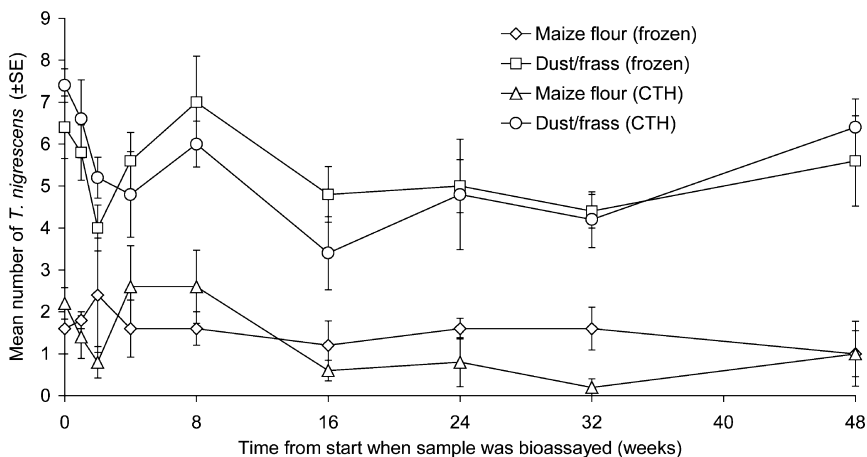 Mean number of T. nigrescens (±SE)
9
8
7
6
5
4
3
2
1
0
Maize flour (frozen)
Dust/frass (frozen)
Maize flour (CTH)
Dust/frass (CTH)
0 8 16 24 32 40 48
Time from start when sample was bioassayed (weeks)